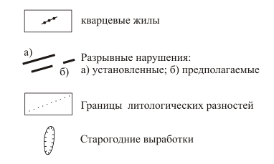 кварцевые жилы
а)
Разрывные нарушения:
б)
а) установленные; б) предполагаемые
Границы литологических разностей
Старогодние выработки